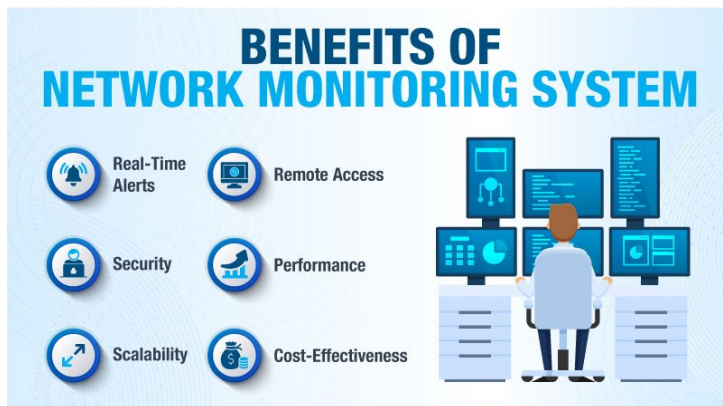 BENEFITS OF
NETWORK MONITORING SYSTEM
Real-Time
Alerts
Remote Access
Security
Performance
Scalability
Cost-Effectiveness